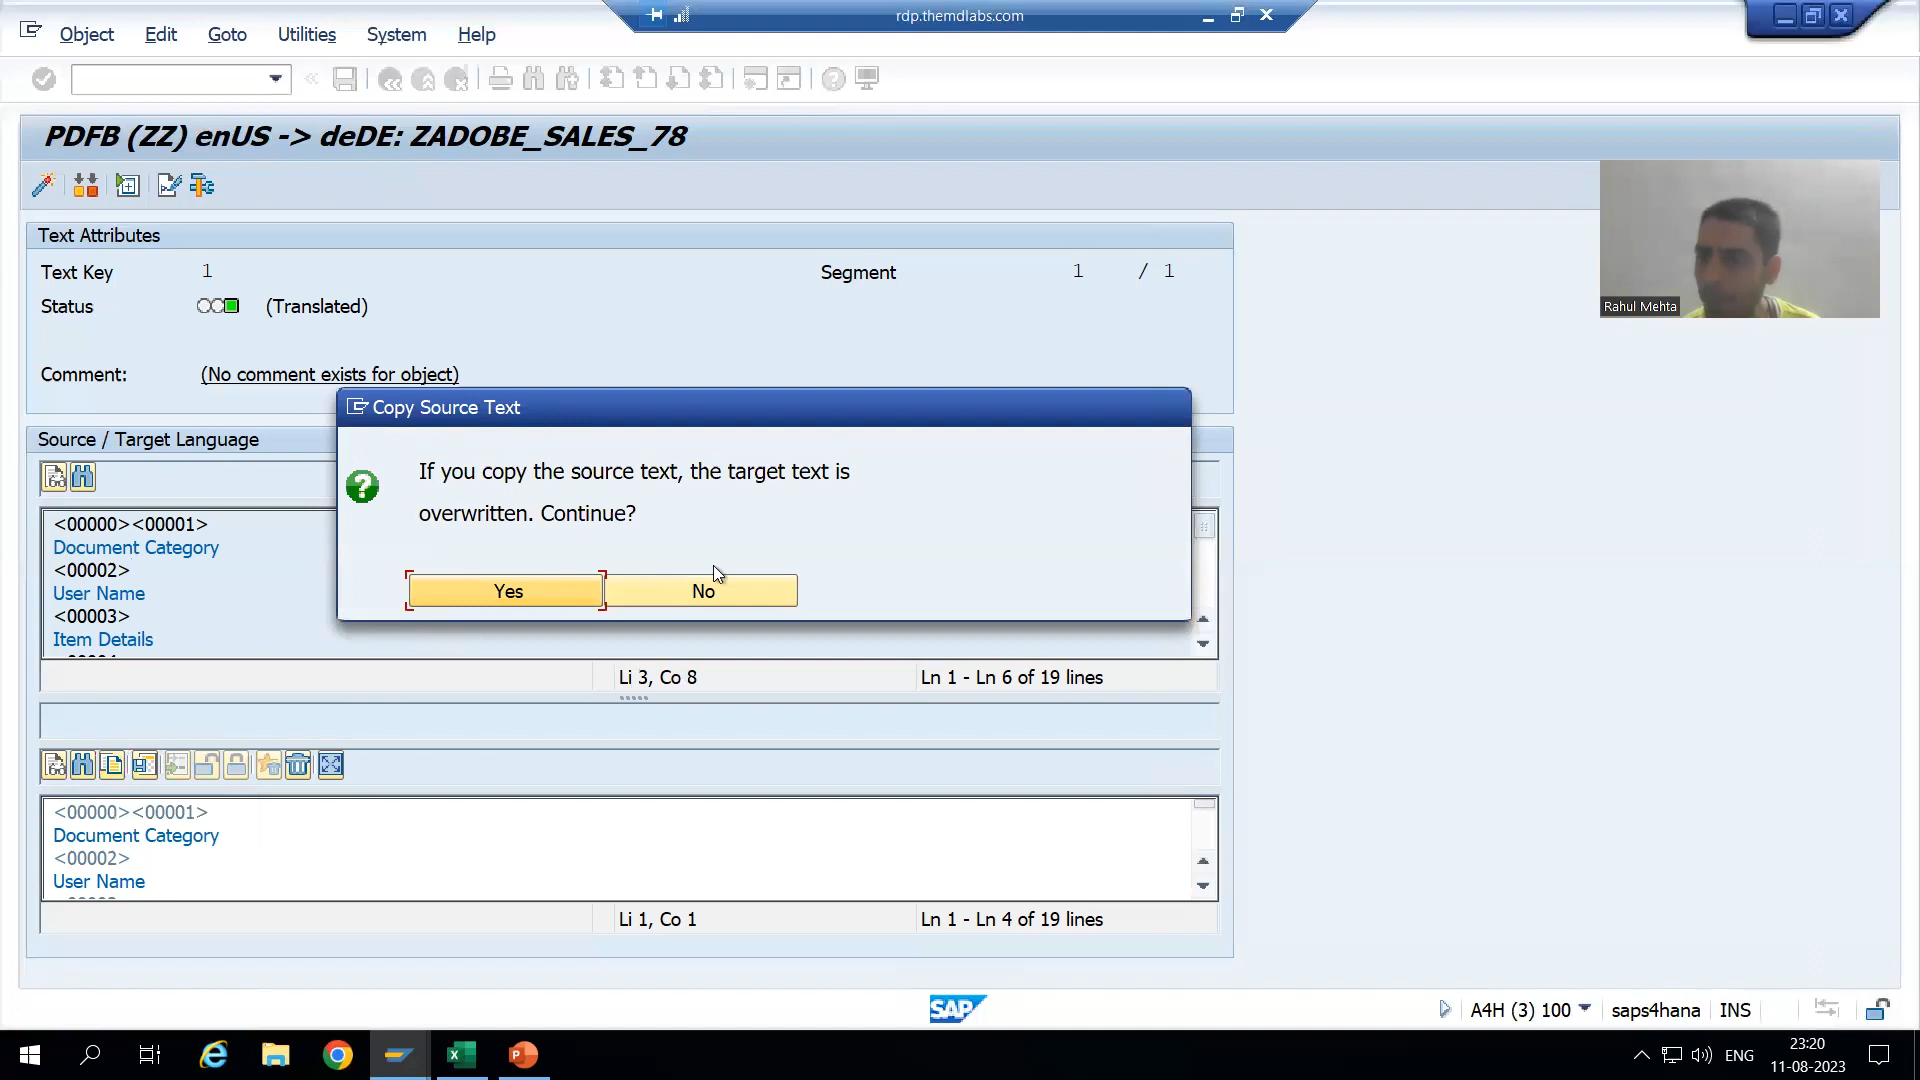 rdp.themdlabs.com
Object Edit Goto Utilities System Help
PDFB (ZZ) enUS -> deDE: ZADOBE_SALES_78
Text Attributes
Text Key 1 Segment 1 / 1
Status (Translated)
Comment: (No comment exists for object)
Rahul Mehta
Copy Source Text
If you copy the source text, the target text is
overwritten. Continue?
Yes No
Source / Target Language
<00000><00001>
Document Category
<00002>
User Name
<00003>
Item Details
Li 3, Co 8 Ln 1 - Ln 6 of 19 lines
<00000><00001>
Document Category
<00002>
User Name
Li 1, Co 1 Ln 1 - Ln 4 of 19 lines
SAP
A4H (3) 100 saps4hana INS
ENG
23:20
11-08-2023